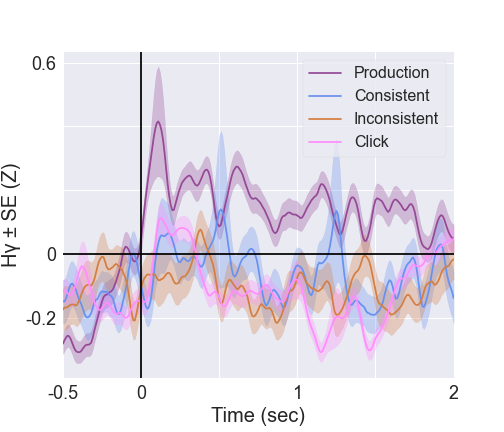 Production
Consistent
Inconsistent
Click
0.6
0
-0.2
Hγ ± SE (Z)
-0.5
0
1
2
Time (sec)